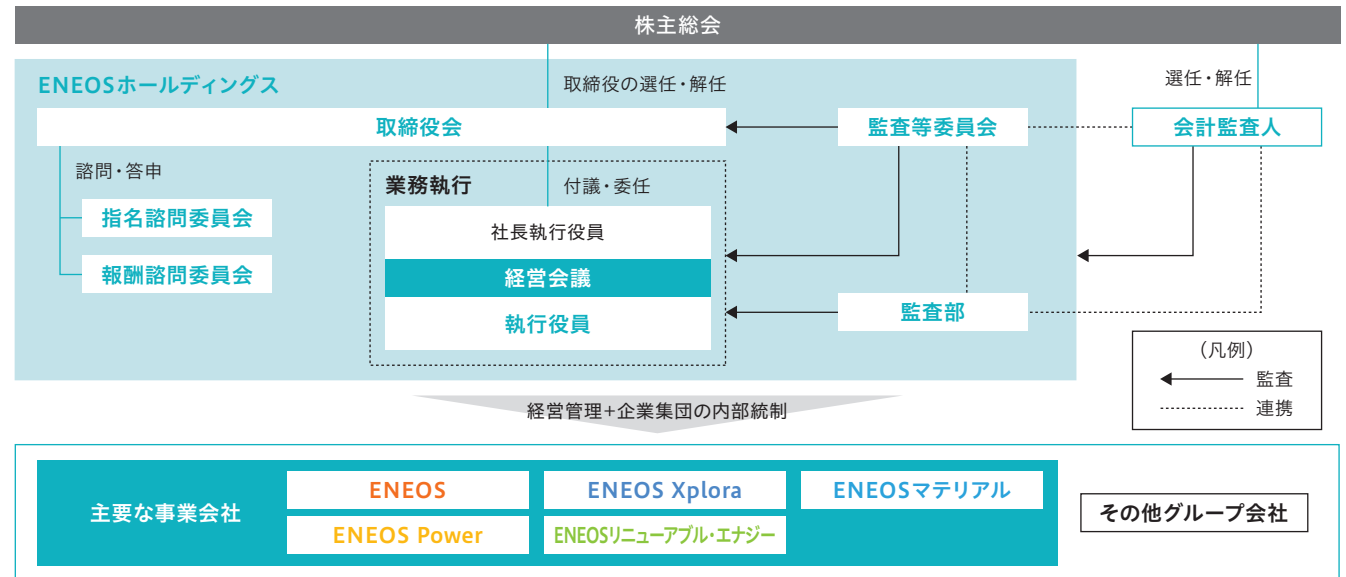 株主総会
ENEOSホールディングス
取締役の選任・解任
選任・解任
取締役会
監査等委員会
会計監査人
諮問・答申
業務執行
付議・委任
指名諮問委員会
社長執行役員
報酬諮問委員会
経営会議
執行役員
監査部
(凡例)
監査
連携
経営管理+企業集団の内部統制
主要な事業会社
ENEOS
ENEOS Xplora
ENEOSマテリアル
ENEOS Power
ENEOSリニューアブル・エナジー
その他グループ会社